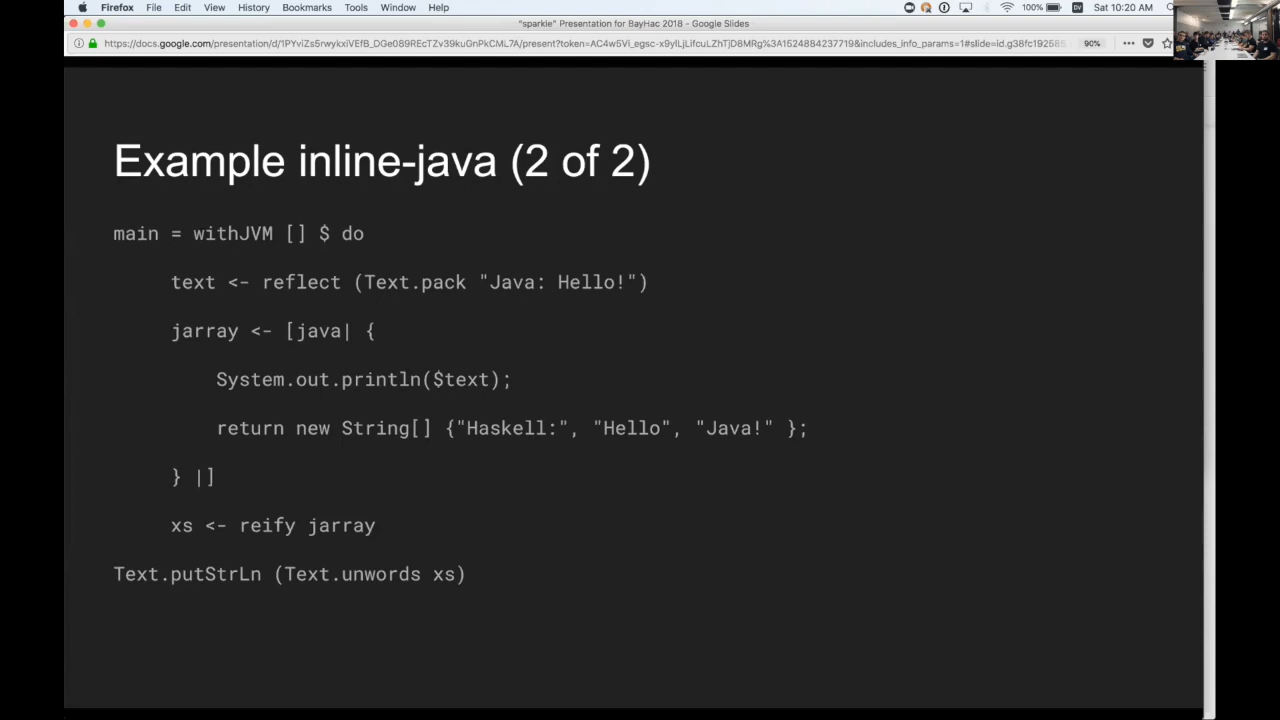 Firefox File Edit View History Bookmarks Tools Window Help 100% Sat 10:20 AM
"sparkle" Presentation for BayHac 2018 - Google Slides
90%
Example inline-java (2 of 2)
main = withJVM [] $ do
text <- reflect (Text.pack "Java: Hello!")
jarray <- [java| {
System.out.println($text);
return new String[] {"Haskell:", "Hello", "Java!" };
} |]
xs <- reify jarray
Text.putStrLn (Text.unwords xs)